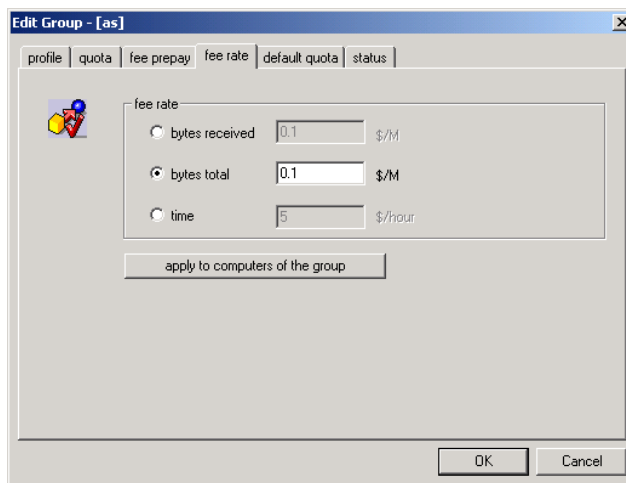 Edit Group - [as]
profile quota fee prepay fee rate default quota status
fee rate
bytes received 0.1 $/M
bytes total 0.1 $/M
time 5 $/hour
apply to computers of the group
OK Cancel